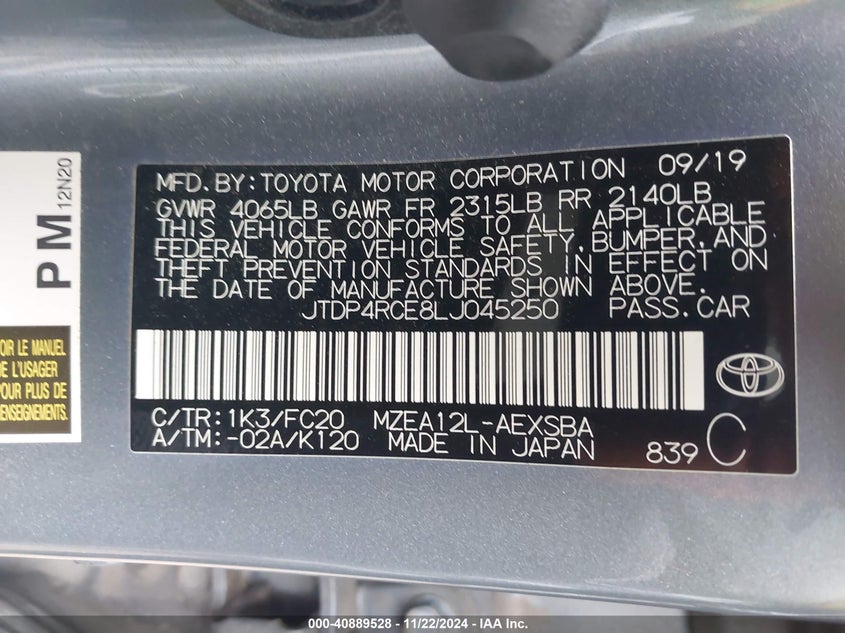 MFD. BY: TOYOTA MOTOR CORPORATION 09/19
GVWR 4065LB GAWR FR 2315LB RR 2140LB
THIS VEHICLE CONFORMS TO ALL APPLICABLE
FEDERAL MOTOR VEHICLE SAFETY, BUMPER, AND
THEFT PREVENTION STANDARDS IN EFFECT ON
THE DATE OF MANUFACTURE SHOWN ABOVE.
JTDP4RCE8LJ045250 PASS. CAR
C/TR: 1K3/FC20 MZEA12L-AEXSBA
A/TM: -02A/K120 MADE IN JAPAN 839 C
PM 12N20
OIR LE MANUEL
DE L'USAGER
POUR PLUS DE
RENSEIGNEMENTS.
000-40889528 - 11/22/2024 - IAA Inc.